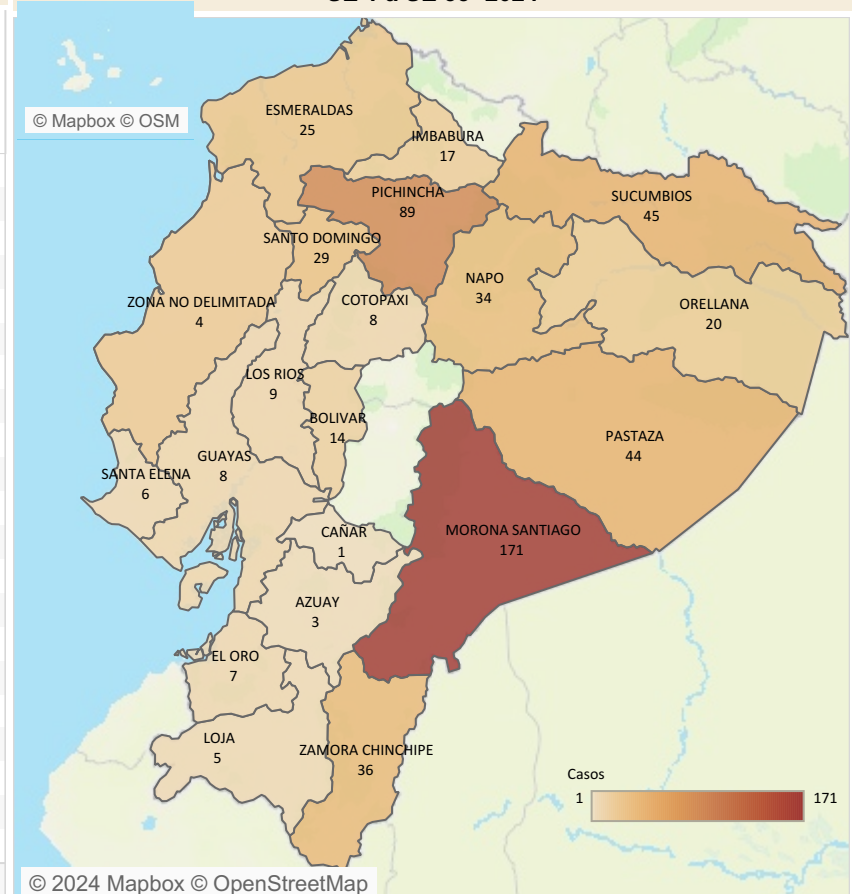 © Mapbox © OSM
ESMERALDAS
25
IMBABURA
17
PICHINCHA
89
SUCUMBIOS
45
SANTO DOMINGO
29
NAPO
34
ZONA NO DELIMITADA
4
COTOPAXI
8
ORELLANA
20
LOS RIOS
9
BOLIVAR
14
PASTAZA
44
GUAYAS
8
SANTA ELENA
6
CAÑAR
1
MORONA SANTIAGO
171
AZUAY
3
EL ORO
7
LOJA
5
ZAMORA CHINCHIPE
36
Casos
1 171
© 2024 Mapbox © OpenStreetMap